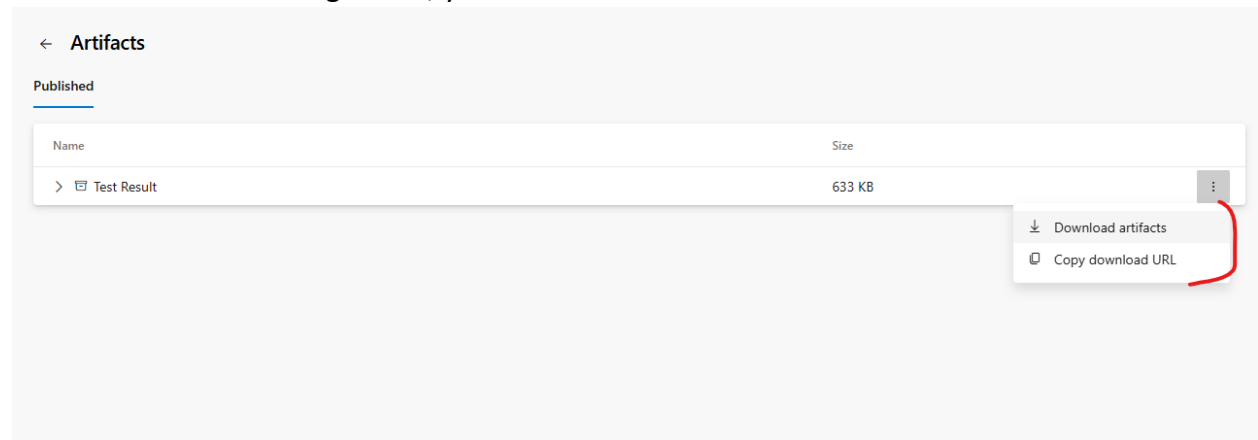 ← Artifacts
Published
Name Size
Test Result 633 KB
Download artifacts
Copy download URL